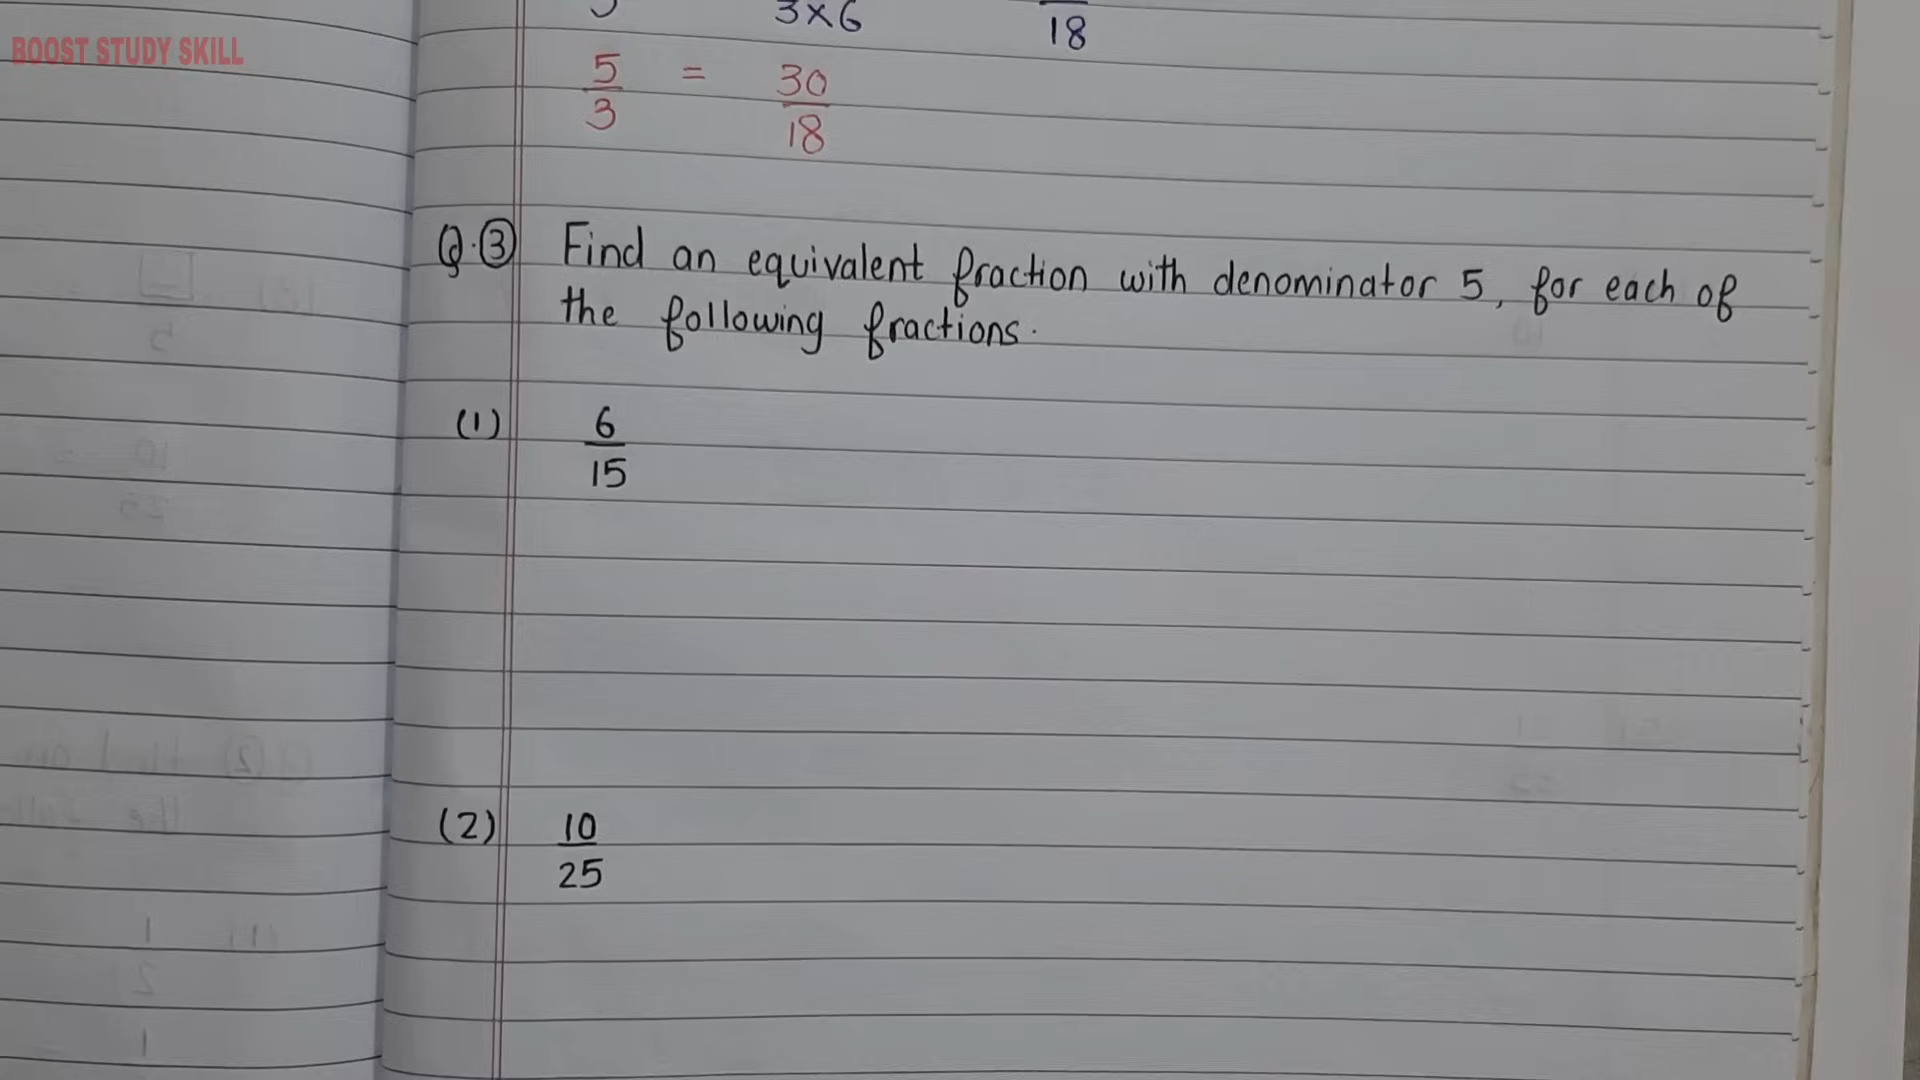 BOOST STUDY SKILL
3×6
18
5/3 = 30/18
Q.③ Find an equivalent fraction with denominator 5, for each of
the following fractions.
(1) 6/15
(2) 10/25